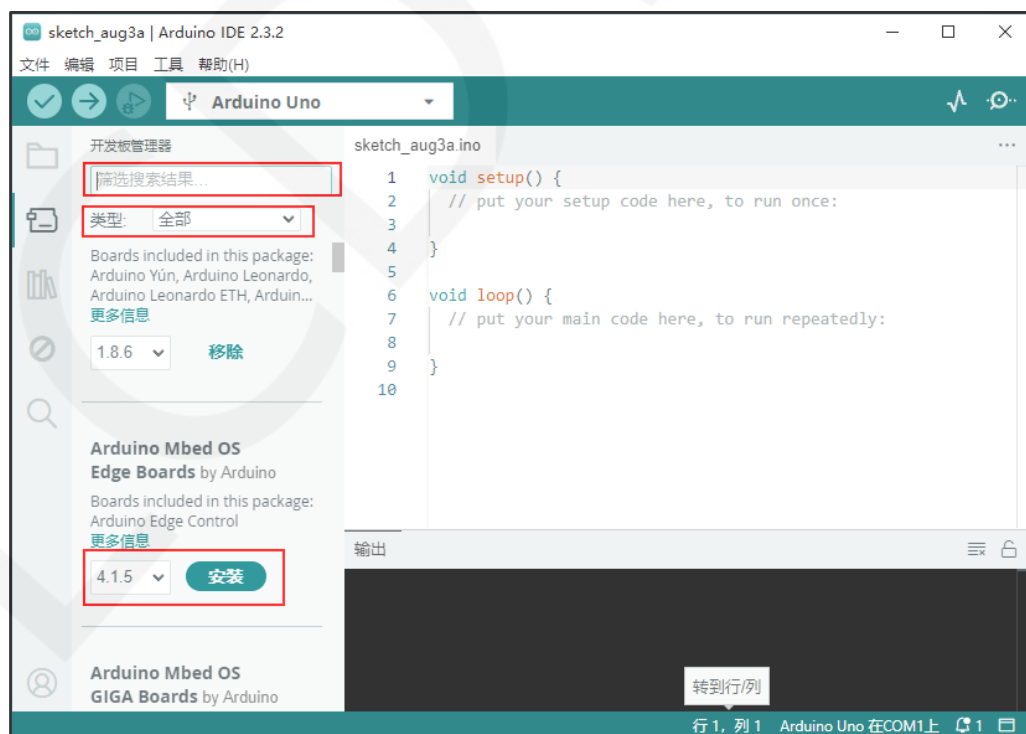 sketch_aug3a | Arduino IDE 2.3.2
文件 编辑 项目 工具 帮助(H)
Arduino Uno
开发板管理器
筛选搜索结果...
类型: 全部
Boards included in this package:
Arduino Yún, Arduino Leonardo,
Arduino Leonardo ETH, Arduin...
更多信息
1.8.6 移除
Arduino Mbed OS
Edge Boards by Arduino
Boards included in this package:
Arduino Edge Control
更多信息
4.1.5 安装
Arduino Mbed OS
GIGA Boards by Arduino
sketch_aug3a.ino
1 void setup() {
2 // put your setup code here, to run once:
3
4 }
5
6 void loop() {
7 // put your main code here, to run repeatedly:
8
9 }
10
输出
转到行/列
行 1，列 1 Arduino Uno 在COM1上 1